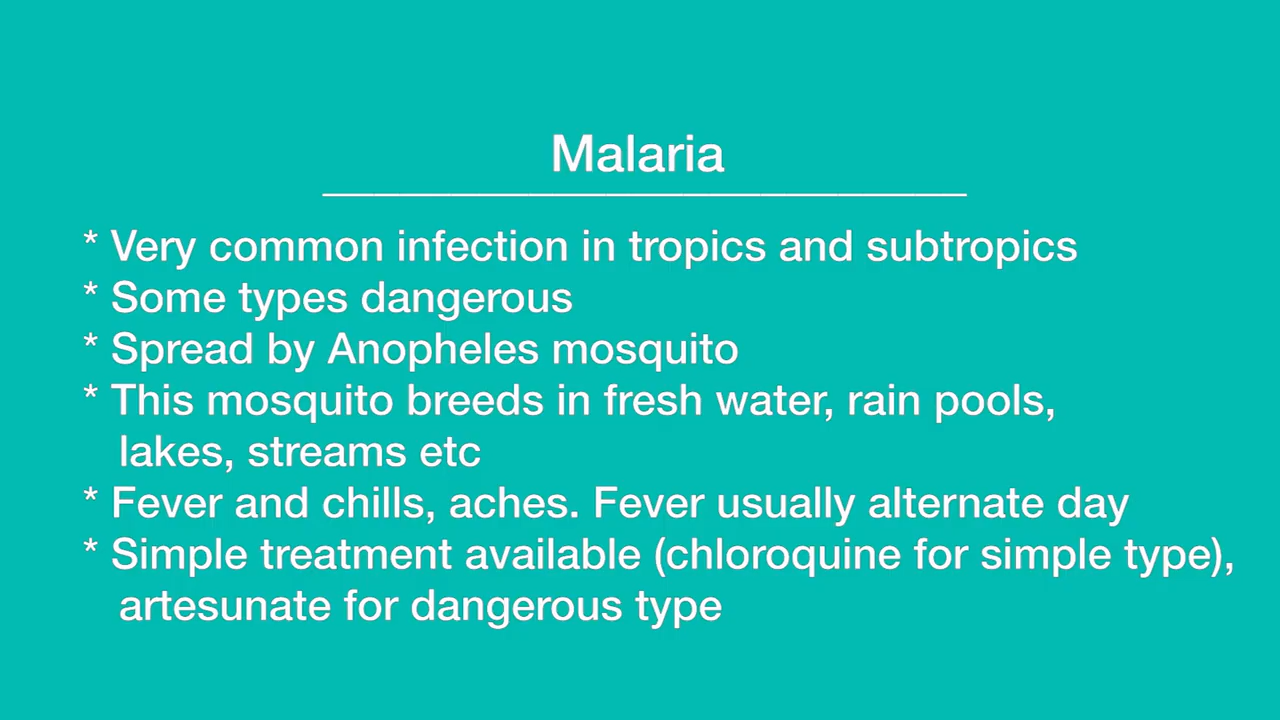 Malaria
* Very common infection in tropics and subtropics
* Some types dangerous
* Spread by Anopheles mosquito
* This mosquito breeds in fresh water, rain pools,
lakes, streams etc
* Fever and chills, aches. Fever usually alternate day
* Simple treatment available (chloroquine for simple type),
artesunate for dangerous type